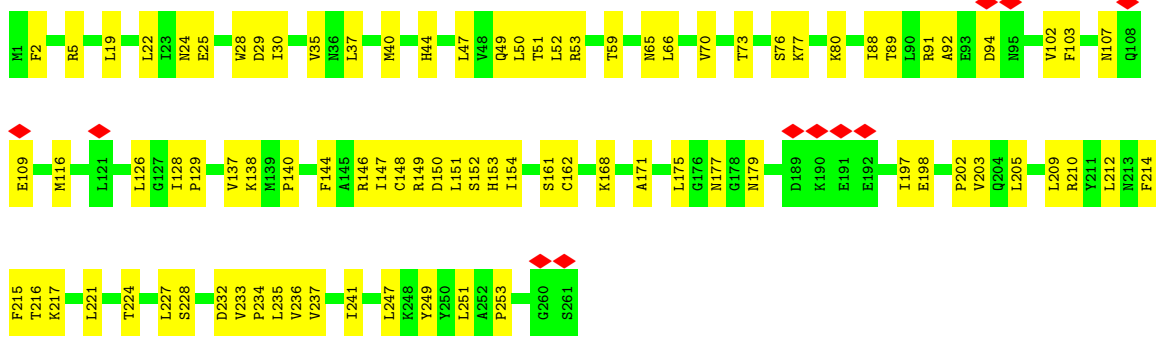 M1 F2 R5 L19 L22 I23 N24 E25 W28 D29 I30 V35 N36 L37 M40 H44 L47 V48 Q49 L50 T51 L52 R53 T59 N65 L66 V70 T73 S76 K77 K80 I88 T89 L90 R91 A92 E93 D94 N95 V102 F103 N107 Q108
E109 M116 L121 L126 G127 I128 P129 V137 K138 M139 P140 F144 A145 R146 I147 C148 R149 D150 L151 S152 H153 I154 S161 C162 K168 A171 L175 G176 N177 G178 N179 D189 K190 E191 E192 I197 E198 P202 V203 Q204 L205 L209 R210 Y211 L212 N213 F214
F215 T216 K217 L221 T224 L227 S228 D232 V233 P234 L235 V236 V237 I241 L247 K248 Y249 Y250 L251 A252 P253 G260 S261